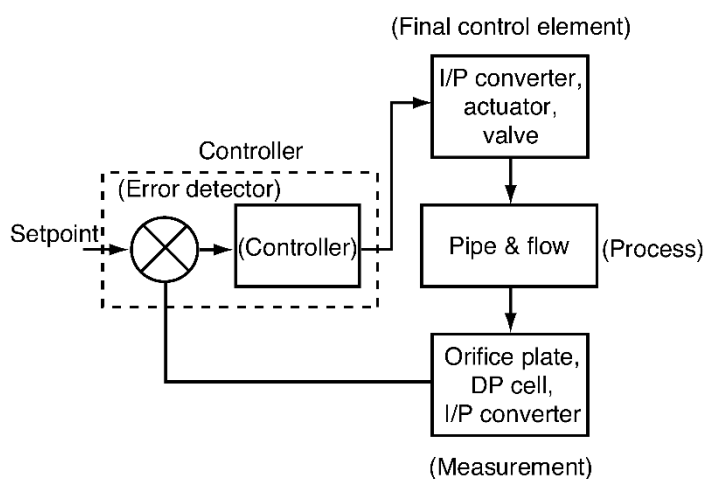 (Final control element)
I/P converter,
actuator,
valve
Controller
(Error detector)
Setpoint
(Controller)
Pipe & flow
(Process)
Orifice plate,
DP cell,
I/P converter
(Measurement)